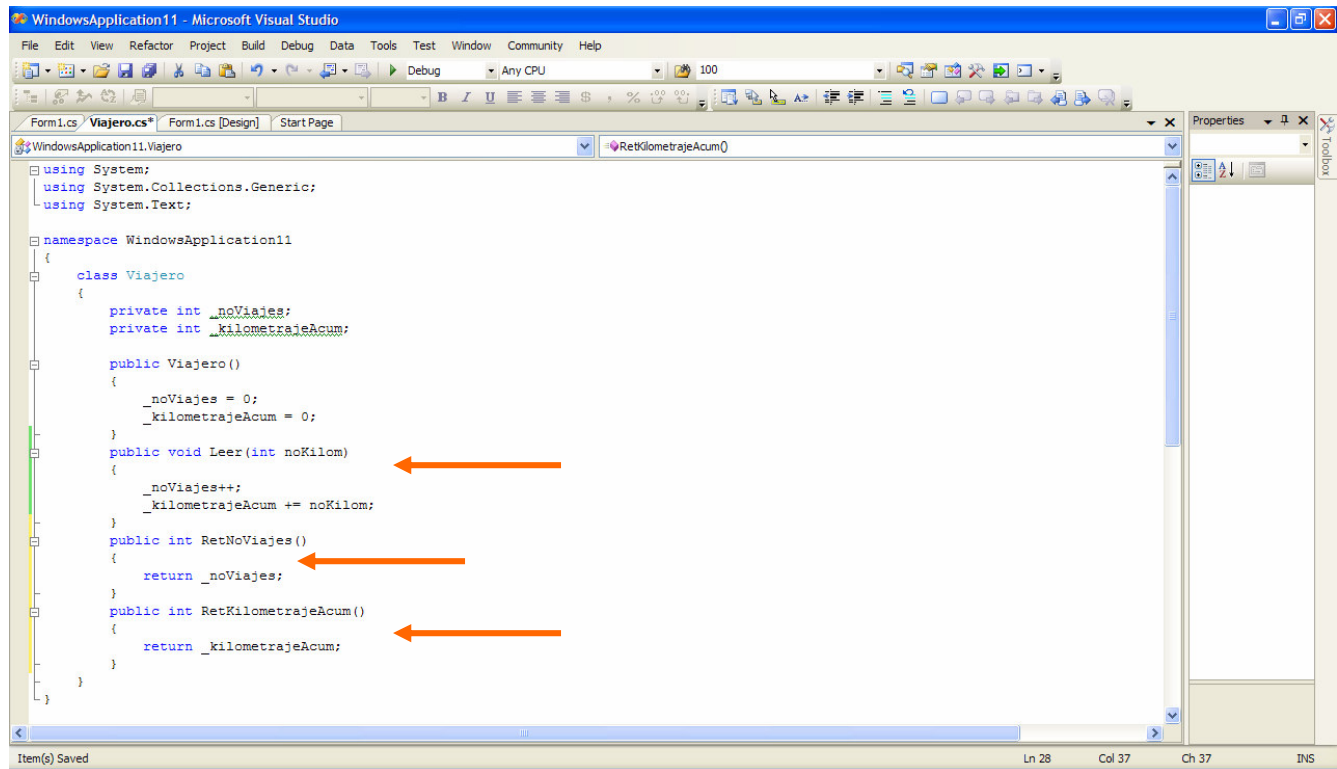 WindowsApplication11 - Microsoft Visual Studio
File Edit View Refactor Project Build Debug Data Tools Test Window Community Help
Debug Any CPU 100
Form1.cs Viajero.cs* Form1.cs [Design] Start Page
Properties
Toolbox
WindowsApplication11.Viajero RetKilometrajeAcum()
using System;
using System.Collections.Generic;
using System.Text;
namespace WindowsApplication11
{
class Viajero
{
private int _noViajes;
private int _kilometrajeAcum;
public Viajero()
{
_noViajes = 0;
_kilometrajeAcum = 0;
}
public void Leer(int noKilom)
{
_noViajes++;
_kilometrajeAcum += noKilom;
}
public int RetNoViajes()
{
return _noViajes;
}
public int RetKilometrajeAcum()
{
return _kilometrajeAcum;
}
}
}
Item(s) Saved Ln 28 Col 37 Ch 37 INS